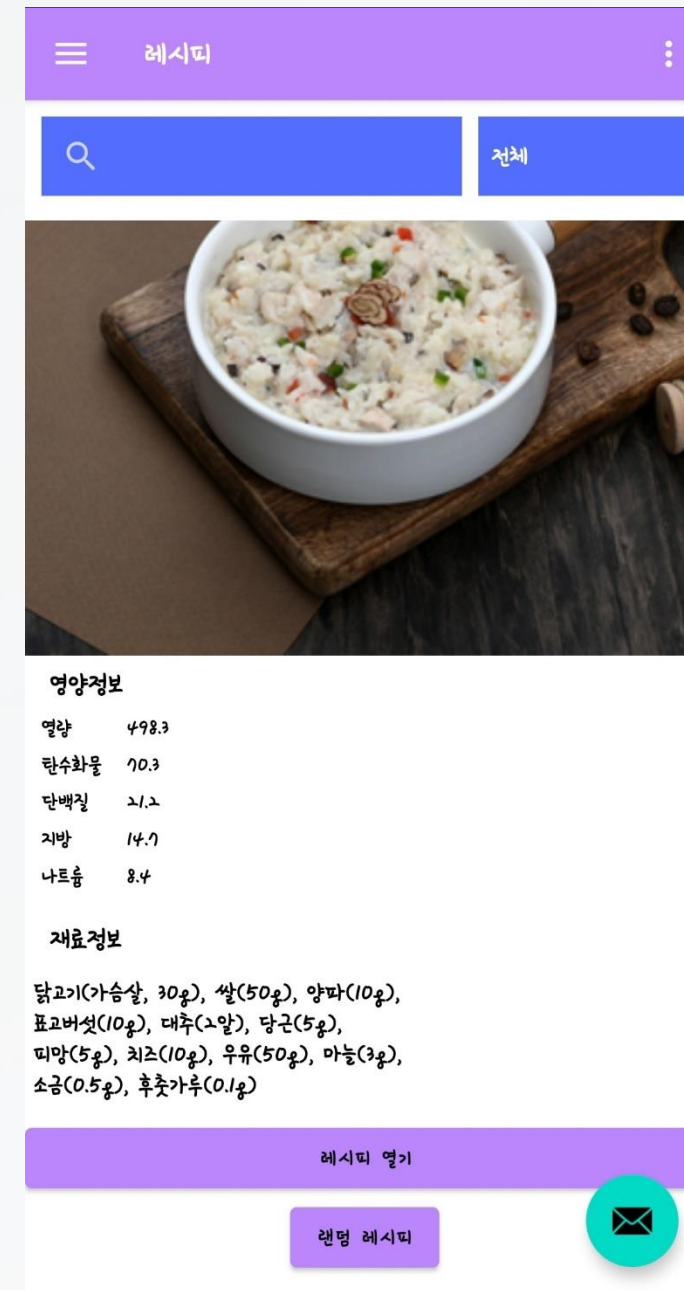 레시피
전체
영양정보
열량 498.3
탄수화물 70.3
단백질 21.2
지방 14.7
나트륨 8.4
재료정보
닭고기(가슴살, 30g), 쌀(50g), 양파(10g),
표고버섯(10g), 대추(2알), 당근(5g),
피망(5g), 치즈(10g), 우유(50g), 마늘(3g),
소금(0.5g), 후춧가루(0.1g)
레시피 열기
랜덤 레시피